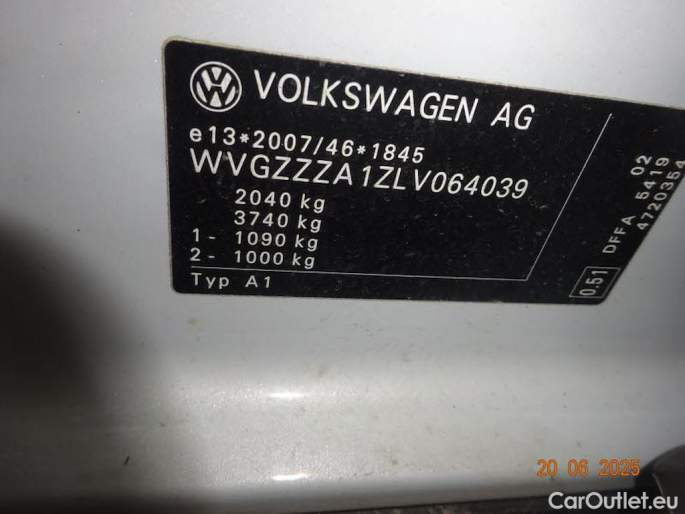 VOLKSWAGEN AG
e13*2007/46*1845
WVGZZZA1ZLV064039
2040 kg
3740 kg
1- 1090 kg
2- 1000 kg
Typ A1
02
DFFA 5419
4720354
0.51
20 06 2025
CarOutlet.eu